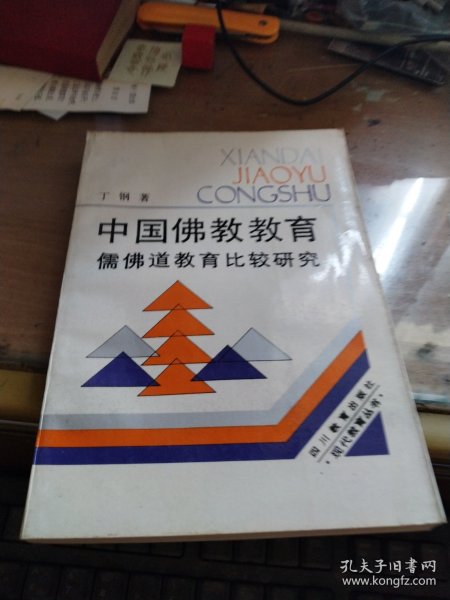 XIANDAI
JIAOYU
CONGSHU
丁钢 著
中国佛教教育
儒佛道教育比较研究
四川教育出版社
·现代教育丛书·
孔夫子旧书网
www.kongfz.com